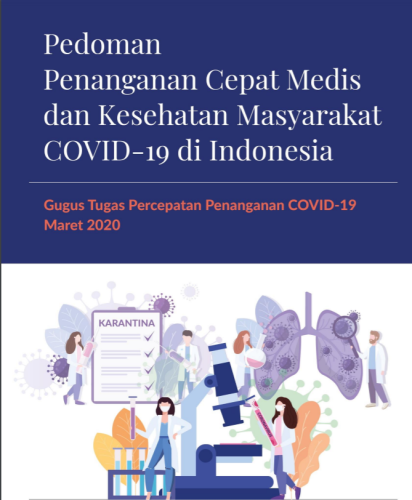 Pedoman
Penanganan Cepat Medis
dan Kesehatan Masyarakat
COVID-19 di Indonesia
Gugus Tugas Percepatan Penanganan COVID-19
Maret 2020
KARANTINA